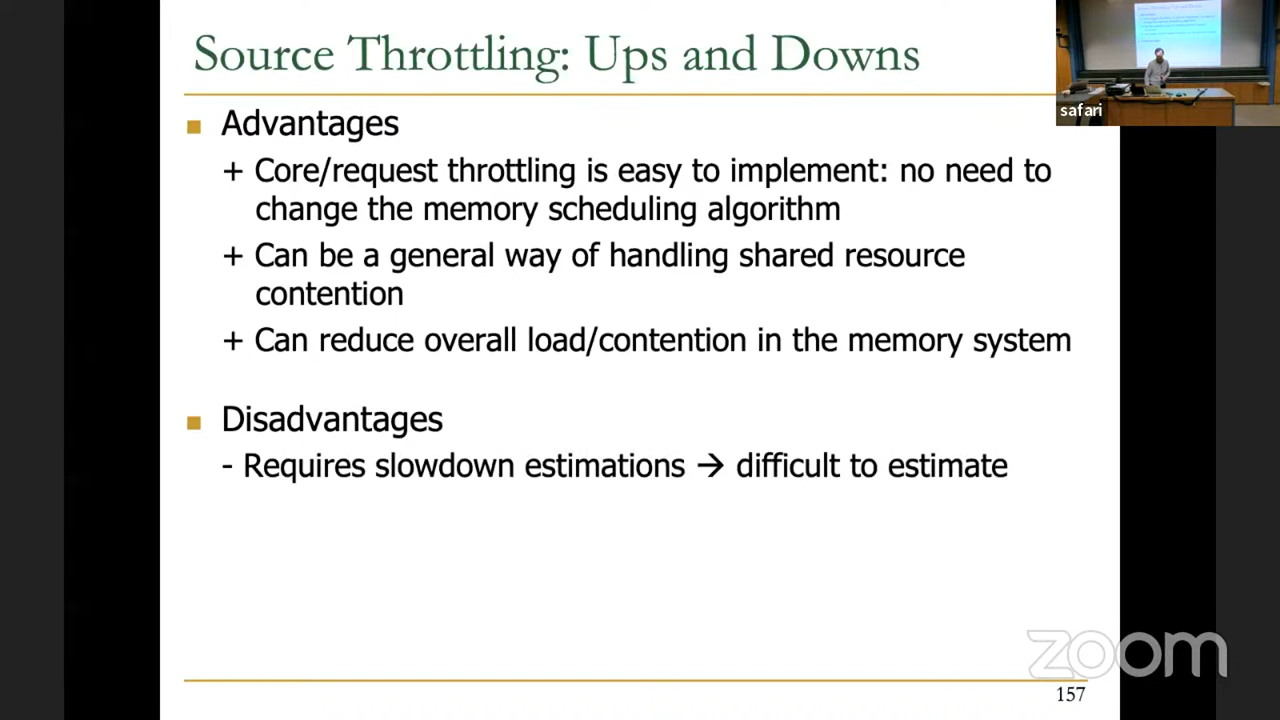 Source Throttling: Ups and Downs
safari
■ Advantages
+ Core/request throttling is easy to implement: no need to
change the memory scheduling algorithm
+ Can be a general way of handling shared resource
contention
+ Can reduce overall load/contention in the memory system
■ Disadvantages
- Requires slowdown estimations → difficult to estimate
zoom
157